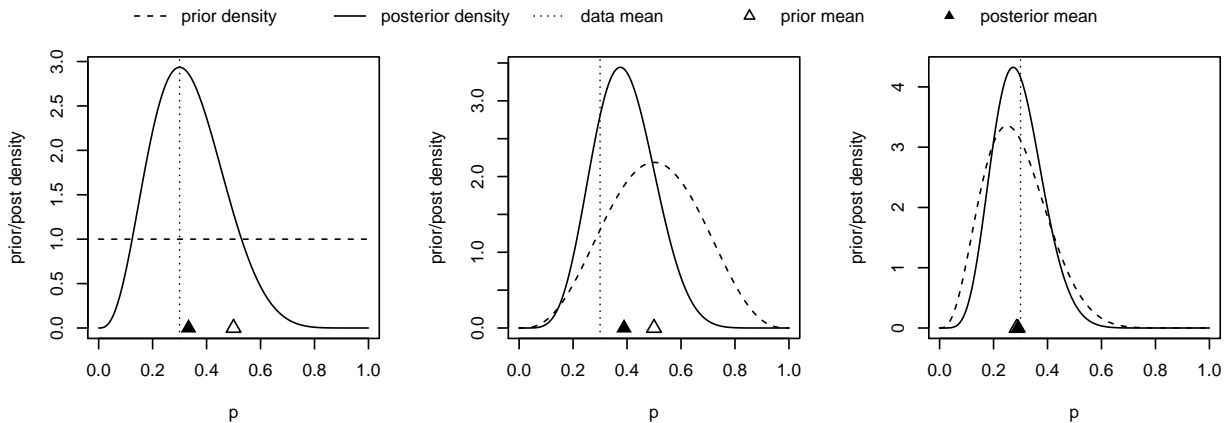 prior density posterior density data mean prior mean posterior mean
prior/post density
0.0 0.5 1.0 1.5 2.0 2.5 3.0
0.0 0.2 0.4 0.6 0.8 1.0
p
prior/post density
0.0 1.0 2.0 3.0
0.0 0.2 0.4 0.6 0.8 1.0
p
prior/post density
0 1 2 3 4
0.0 0.2 0.4 0.6 0.8 1.0
p